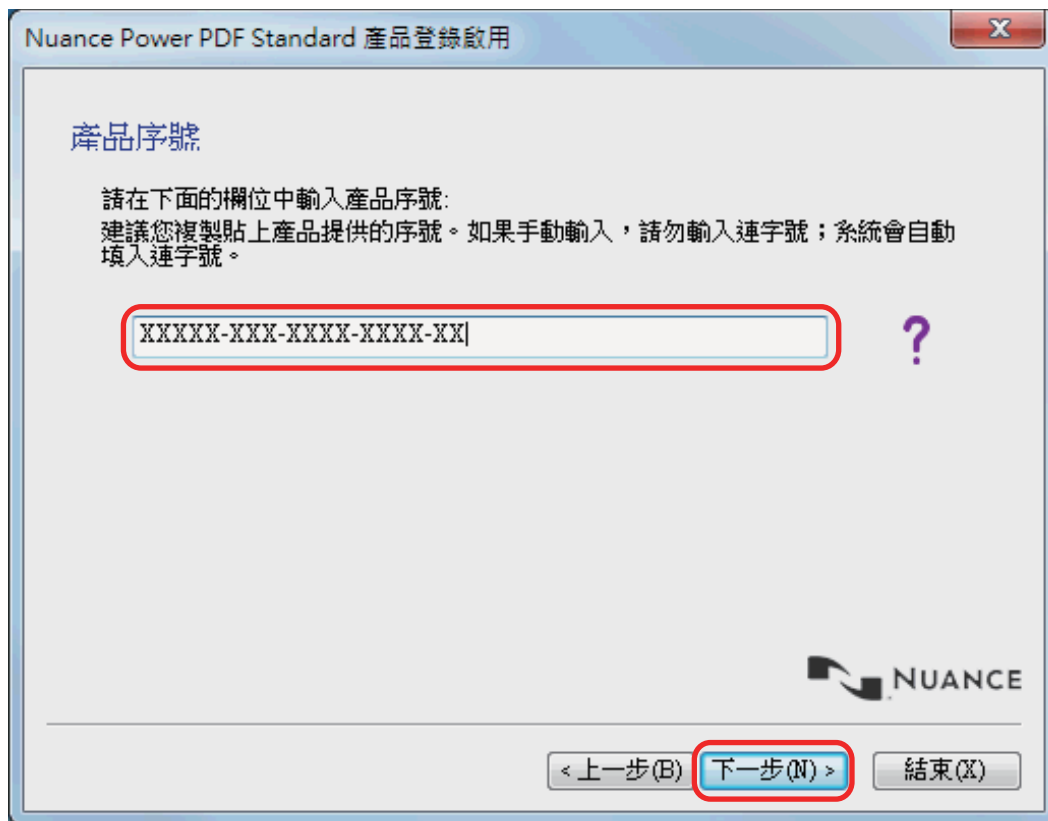 Nuance Power PDF Standard 產品登錄啟用
產品序號
請在下面的欄位中輸入產品序號:
建議您複製貼上產品提供的序號。如果手動輸入，請勿輸入連字號；系統會自動
填入連字號。
XXXXX-XXX-XXXX-XXXX-XX
?
NUANCE
<上一步(B) 下一步(N)> 結束(X)